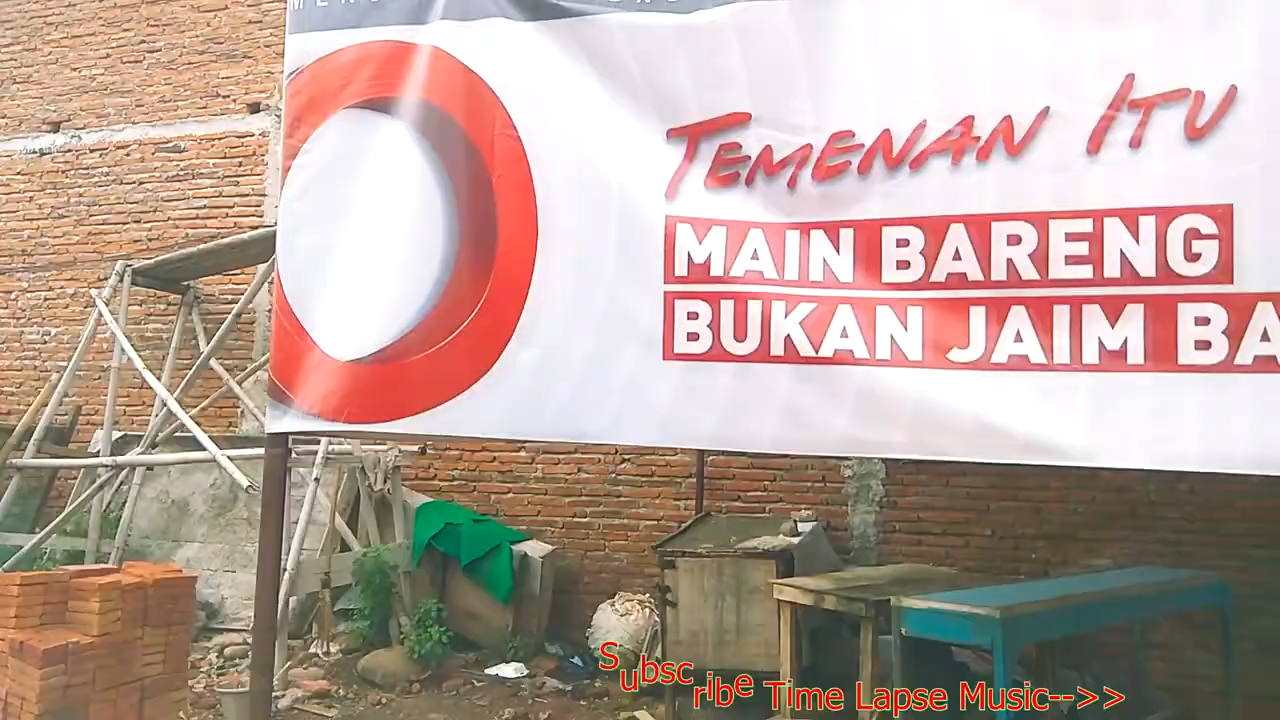 TEMENAN ITU
MAIN BARENG
BUKAN JAIM BA
Subscribe Time Lapse Music-->>